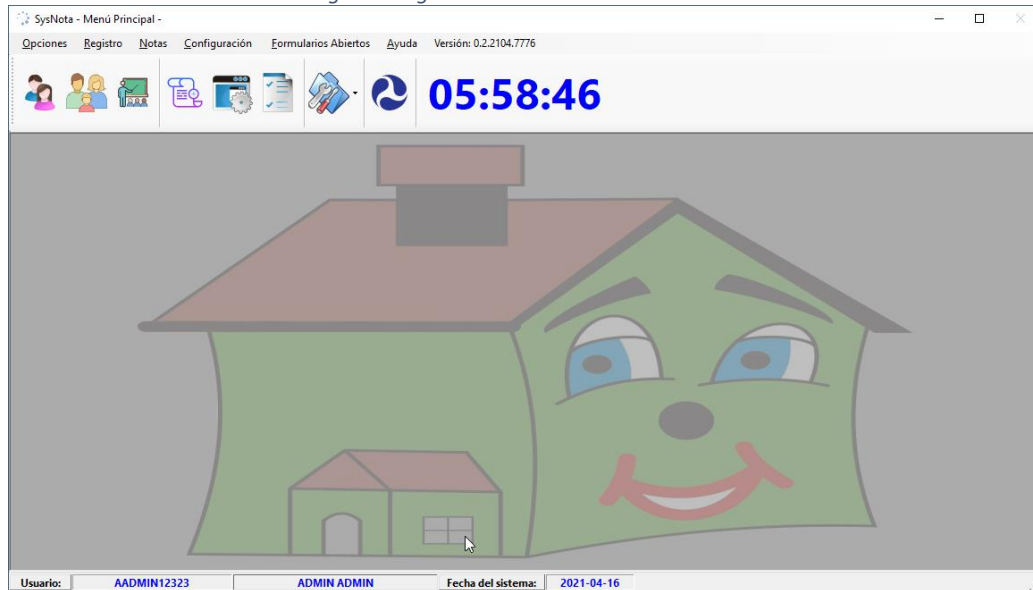 SysNota - Menú Principal -
Opciones Registro Notas Configuración Formularios Abiertos Ayuda Versión: 0.2.2104.7776
05:58:46
Usuario: AADMIN12323 ADMIN ADMIN Fecha del sistema: 2021-04-16